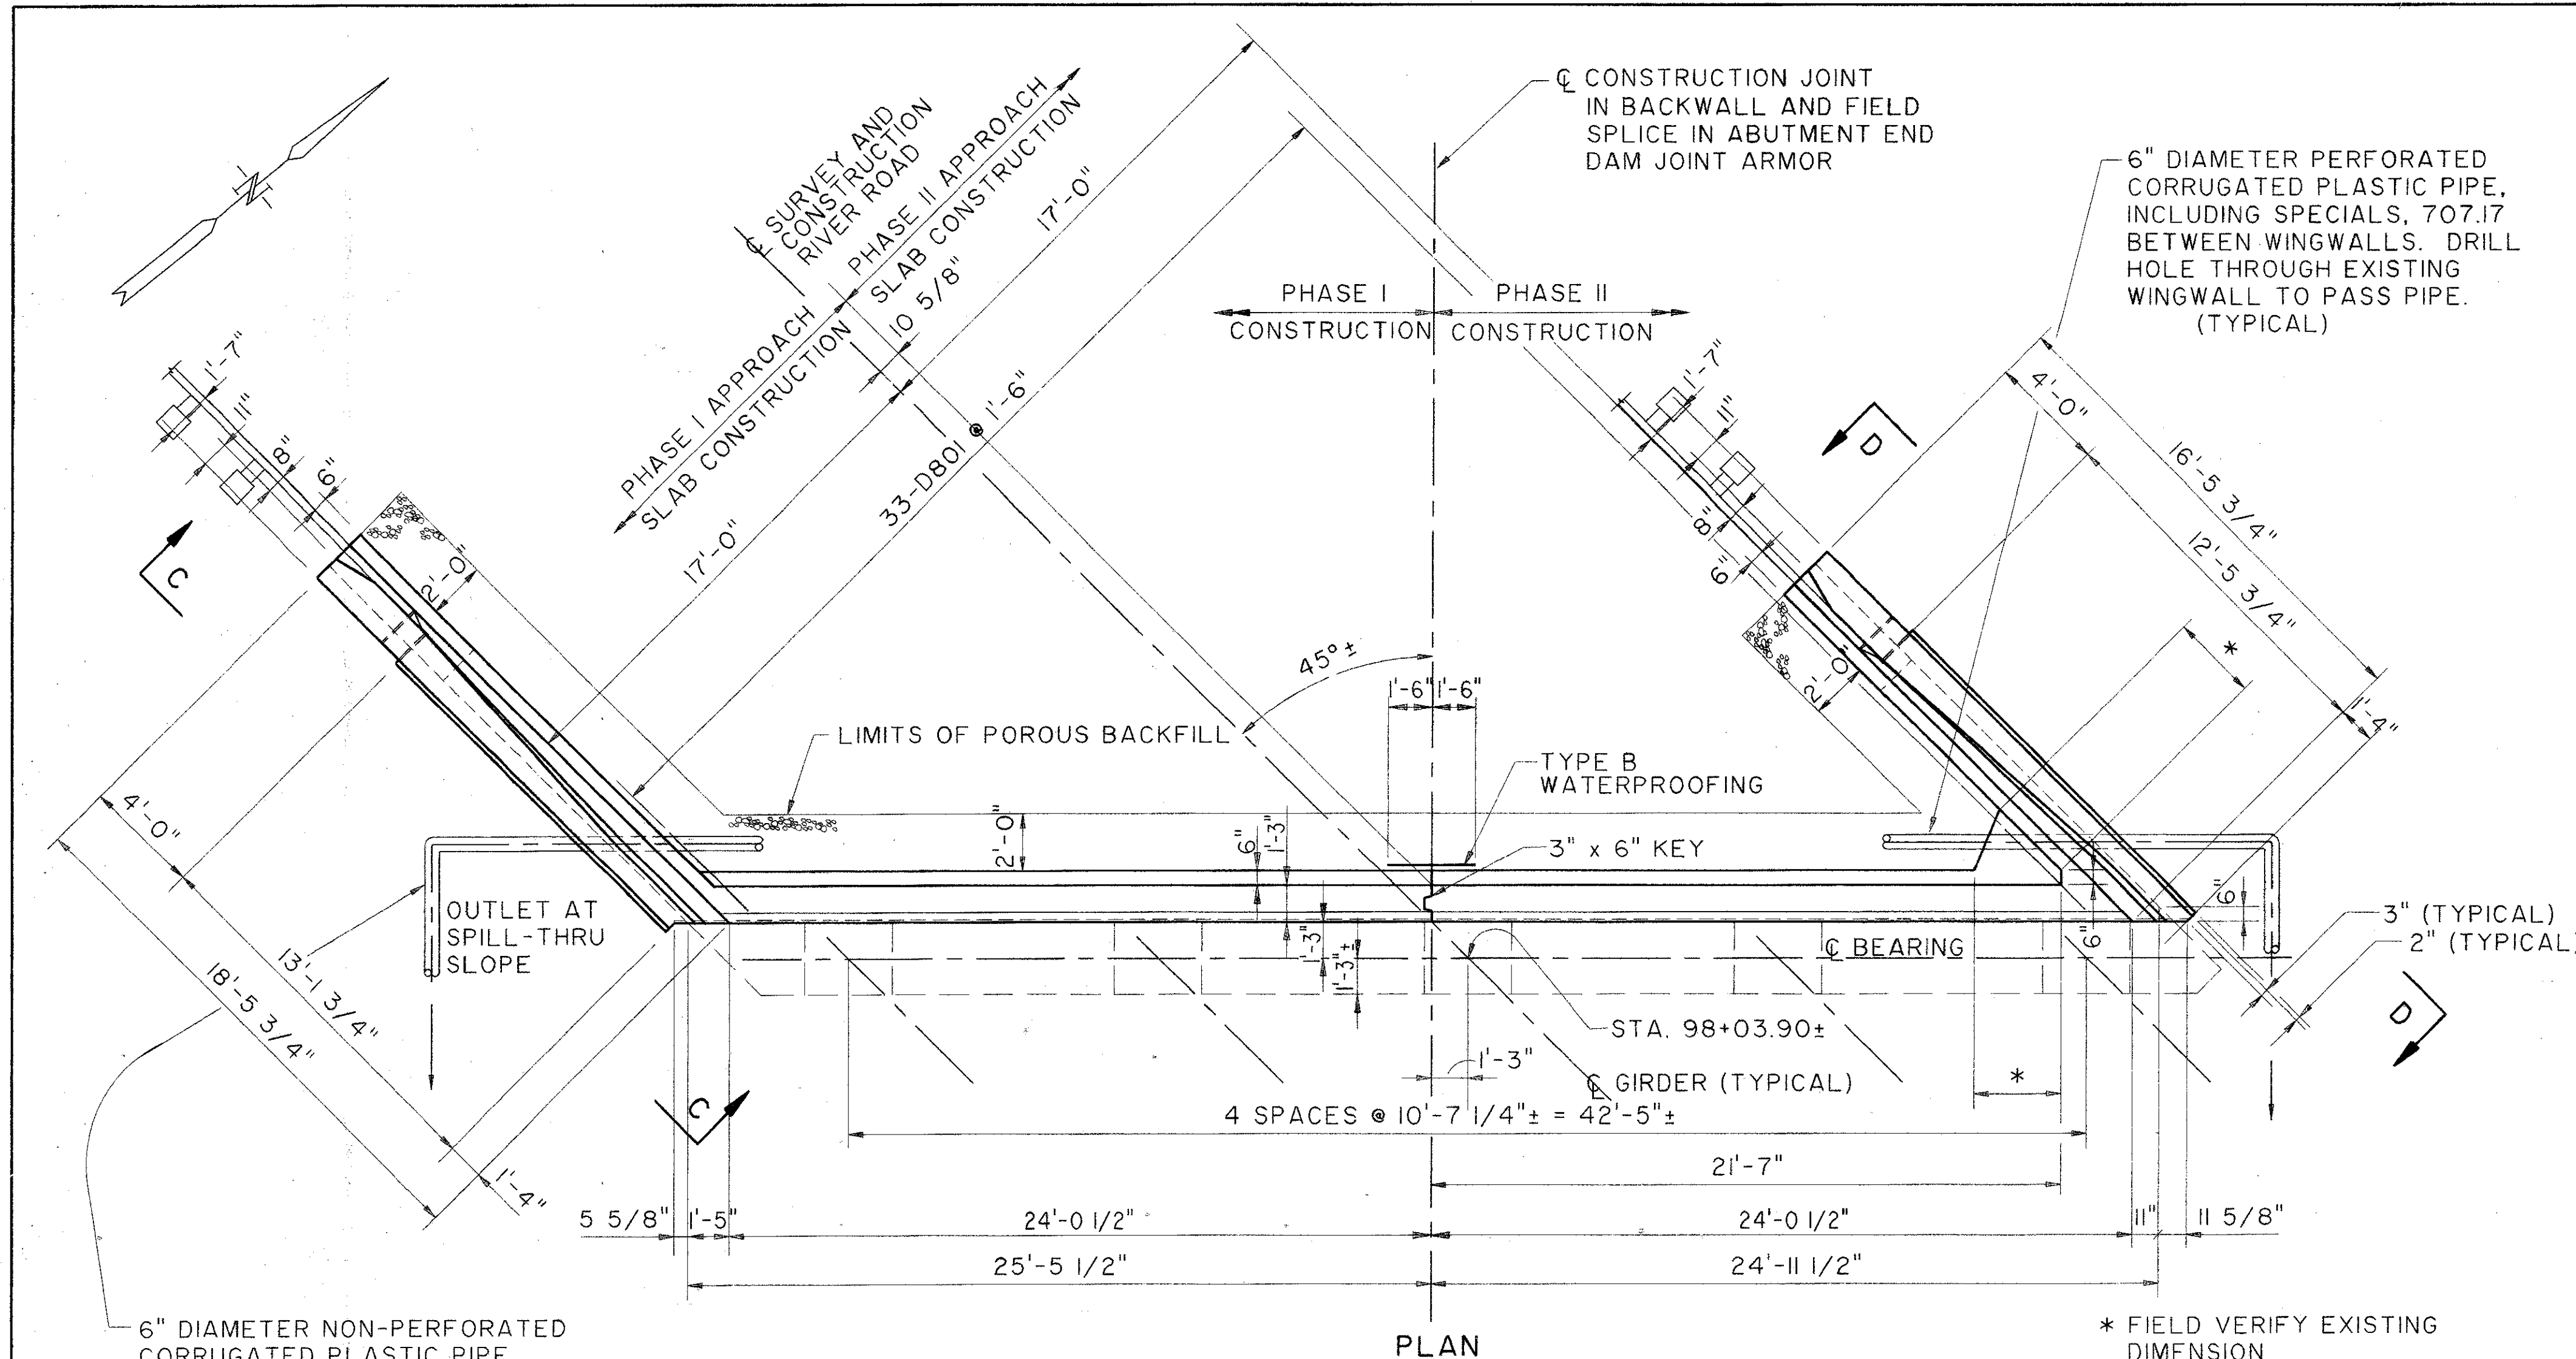 ℄ CONSTRUCTION JOINT
IN BACKWALL AND FIELD
SPLICE IN ABUTMENT END
DAM JOINT ARMOR
6" DIAMETER PERFORATED
CORRUGATED PLASTIC PIPE,
INCLUDING SPECIALS, 707.17
BETWEEN WINGWALLS. DRILL
HOLE THROUGH EXISTING
WINGWALL TO PASS PIPE.
(TYPICAL)
℄ SURVEY AND
CONSTRUCTION
RIVER ROAD
PHASE II APPROACH
SLAB CONSTRUCTION
PHASE I APPROACH
SLAB CONSTRUCTION
17'-0"
10 5/8"
17'-0"
33-D801 @ 1'-6"
PHASE I
CONSTRUCTION
PHASE II
CONSTRUCTION
N
1'-7"
11"
8"
6"
2'-0"
C
1'-7"
11"
8"
6"
2'-0"
D
4'-0"
16'-5 3/4"
12'-5 3/4"
*
1'-4"
45°±
1'-6"
1'-6"
LIMITS OF POROUS BACKFILL
TYPE B
WATERPROOFING
3" x 6" KEY
2'-0"
6"
1'-3"
1'-3"
1'-3"±
4'-0"
13'-1 3/4"
18'-5 3/4"
1'-4"
OUTLET AT
SPILL-THRU
SLOPE
℄ BEARING
6"
6"
3" (TYPICAL)
2" (TYPICAL)
D
STA. 98+03.90±
1'-3"
℄ GIRDER (TYPICAL)
*
C
4 SPACES @ 10'-7 1/4"± = 42'-5"±
21'-7"
5 5/8"
1'-5"
24'-0 1/2"
24'-0 1/2"
11"
11 5/8"
25'-5 1/2"
24'-11 1/2"
6" DIAMETER NON-PERFORATED
CORRUGATED PLASTIC PIPE
PLAN
* FIELD VERIFY EXISTING
DIMENSION